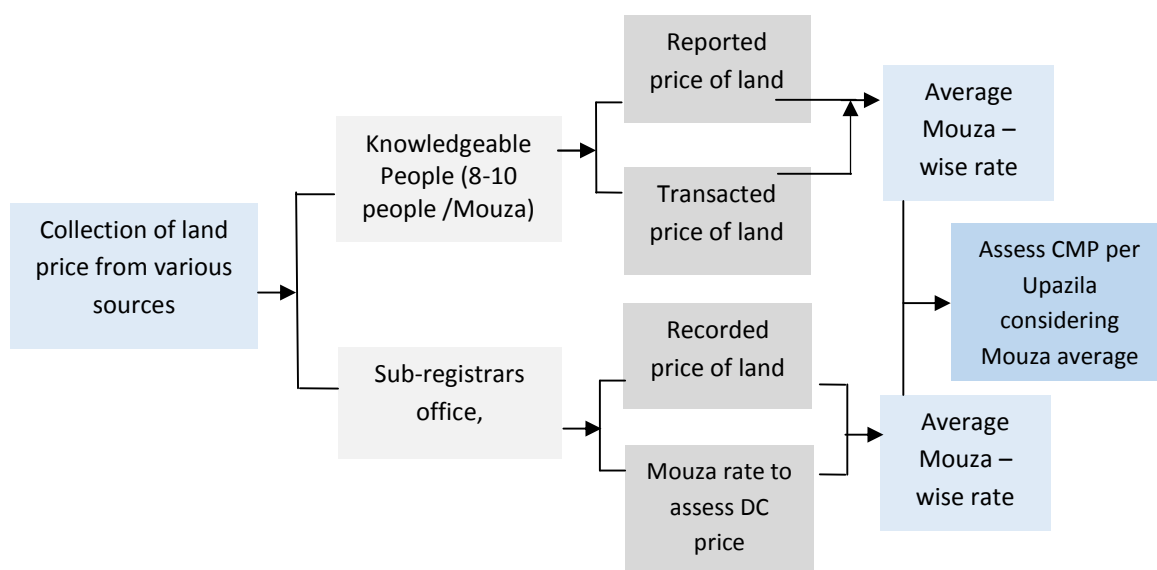 Collection of land
price from various
sources
Knowledgeable
People (8-10
people /Mouza)
Sub-registrars
office,
Reported
price of land
Transacted
price of land
Recorded
price of land
Mouza rate to
assess DC
price
Average
Mouza –
wise rate
Average
Mouza –
wise rate
Assess CMP per
Upazila
considering
Mouza average